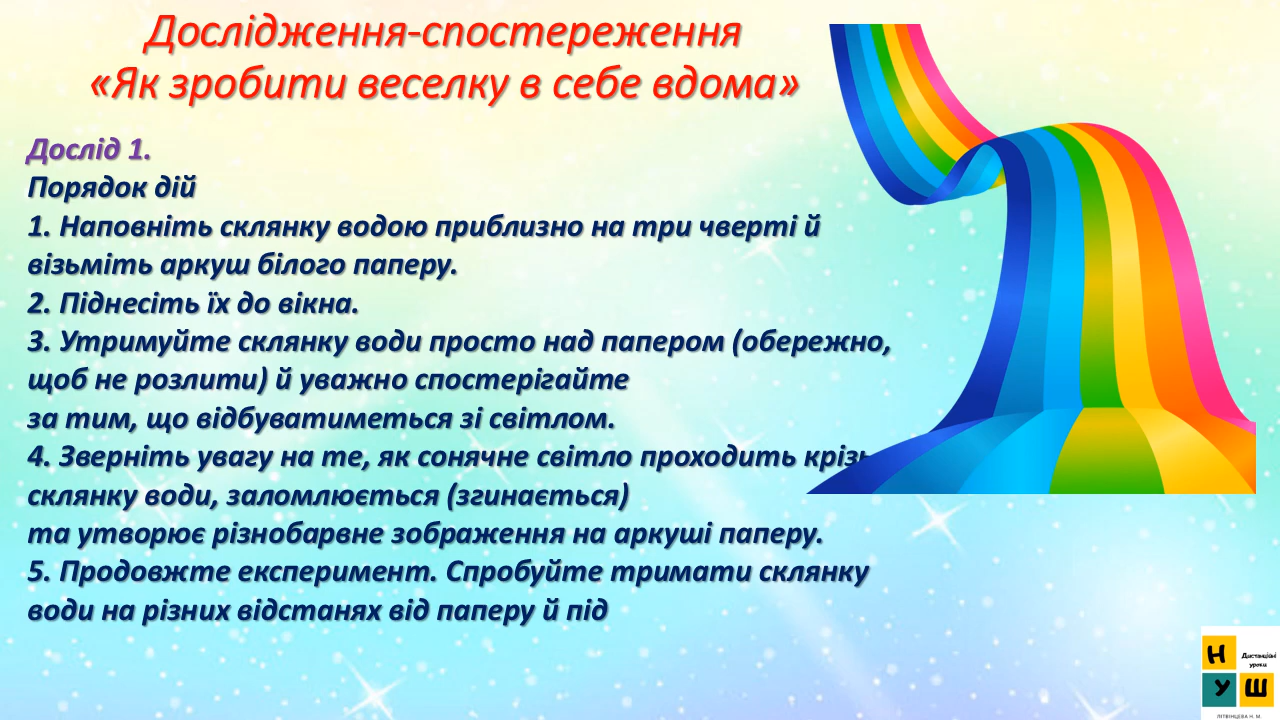 Дослідження-спостереження
«Як зробити веселку в себе вдома»
Дослід 1.
Порядок дій
1. Наповніть склянку водою приблизно на три чверті й
візьміть аркуш білого паперу.
2. Піднесіть їх до вікна.
3. Утримуйте склянку води просто над папером (обережно,
щоб не розлити) й уважно спостерігайте
за тим, що відбуватиметься зі світлом.
4. Зверніть увагу на те, як сонячне світло проходить крізь
склянку води, заломлюється (згинається)
та утворює різнобарвне зображення на аркуші паперу.
5. Продовжте експеримент. Спробуйте тримати склянку
води на різних відстанях від паперу й під
Н
Дистанційні
уроки
У Ш
ЛІТВІНЦЕВА Н. М.